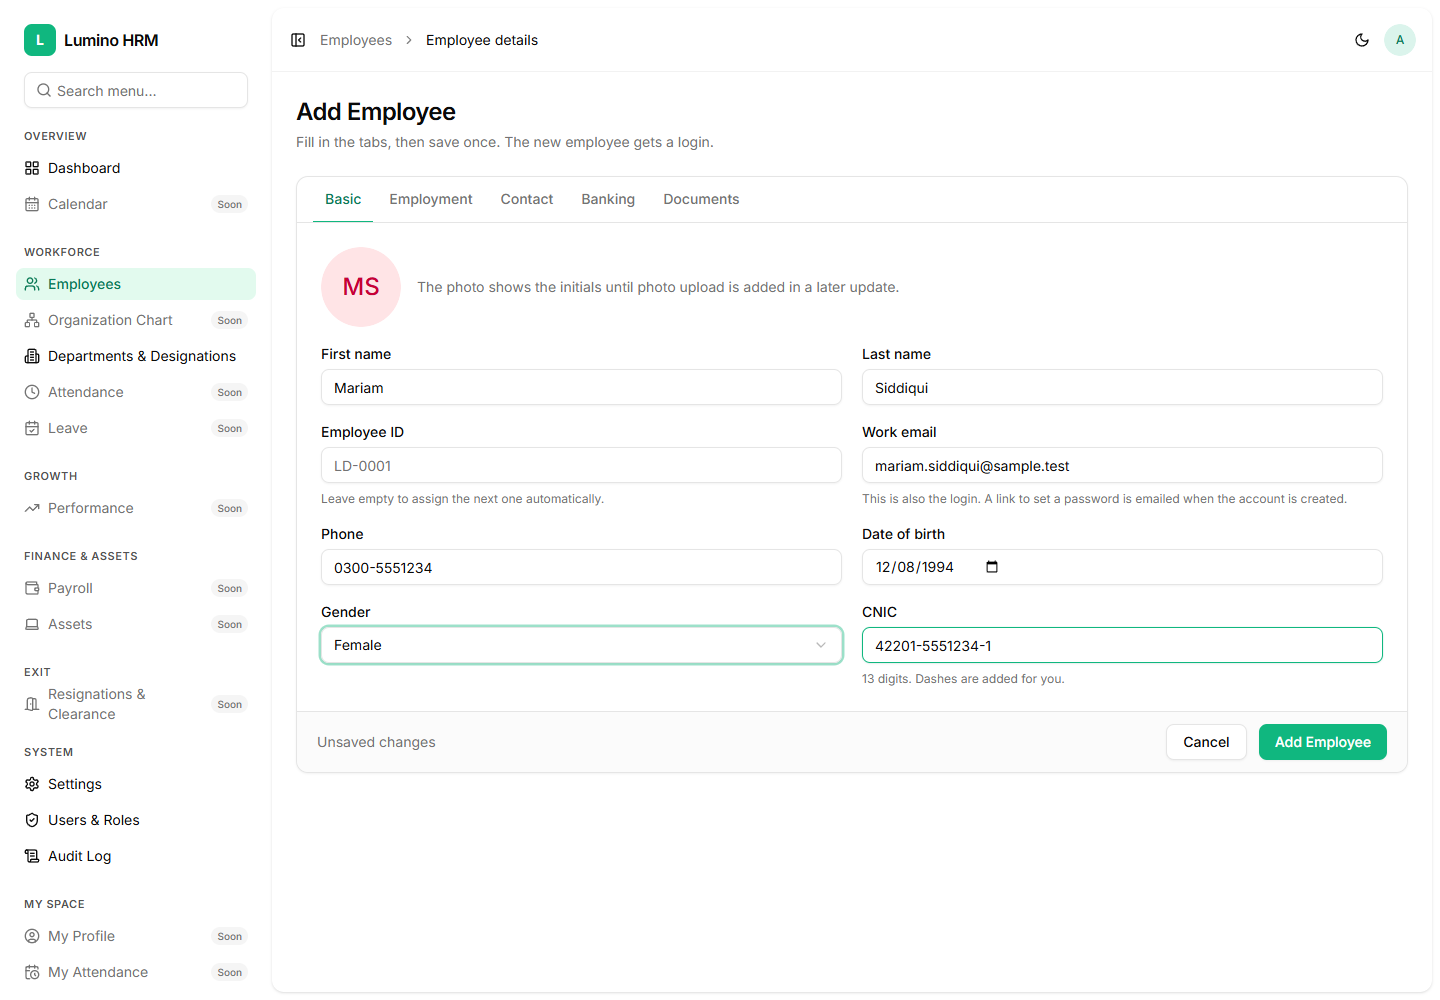 L Lumino HRM
Search menu...
OVERVIEW
Dashboard
Calendar Soon
WORKFORCE
Employees
Organization Chart Soon
Departments & Designations
Attendance Soon
Leave Soon
GROWTH
Performance Soon
FINANCE & ASSETS
Payroll Soon
Assets Soon
EXIT
Resignations &
Clearance Soon
SYSTEM
Settings
Users & Roles
Audit Log
MY SPACE
My Profile Soon
My Attendance Soon
Employees > Employee details
A
Add Employee
Fill in the tabs, then save once. The new employee gets a login.
Basic Employment Contact Banking Documents
MS The photo shows the initials until photo upload is added in a later update.
First name Last name
Mariam Siddiqui
Employee ID Work email
LD-0001 mariam.siddiqui@sample.test
Leave empty to assign the next one automatically. This is also the login. A link to set a password is emailed when the account is created.
Phone Date of birth
0300-5551234 12/08/1994
Gender CNIC
Female 42201-5551234-1
13 digits. Dashes are added for you.
Unsaved changes Cancel Add Employee